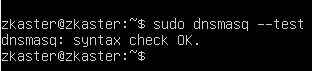 zkaster@zkaster:~$ sudo dnsmasq --test
dnsmasq: syntax check OK.
zkaster@zkaster:~$